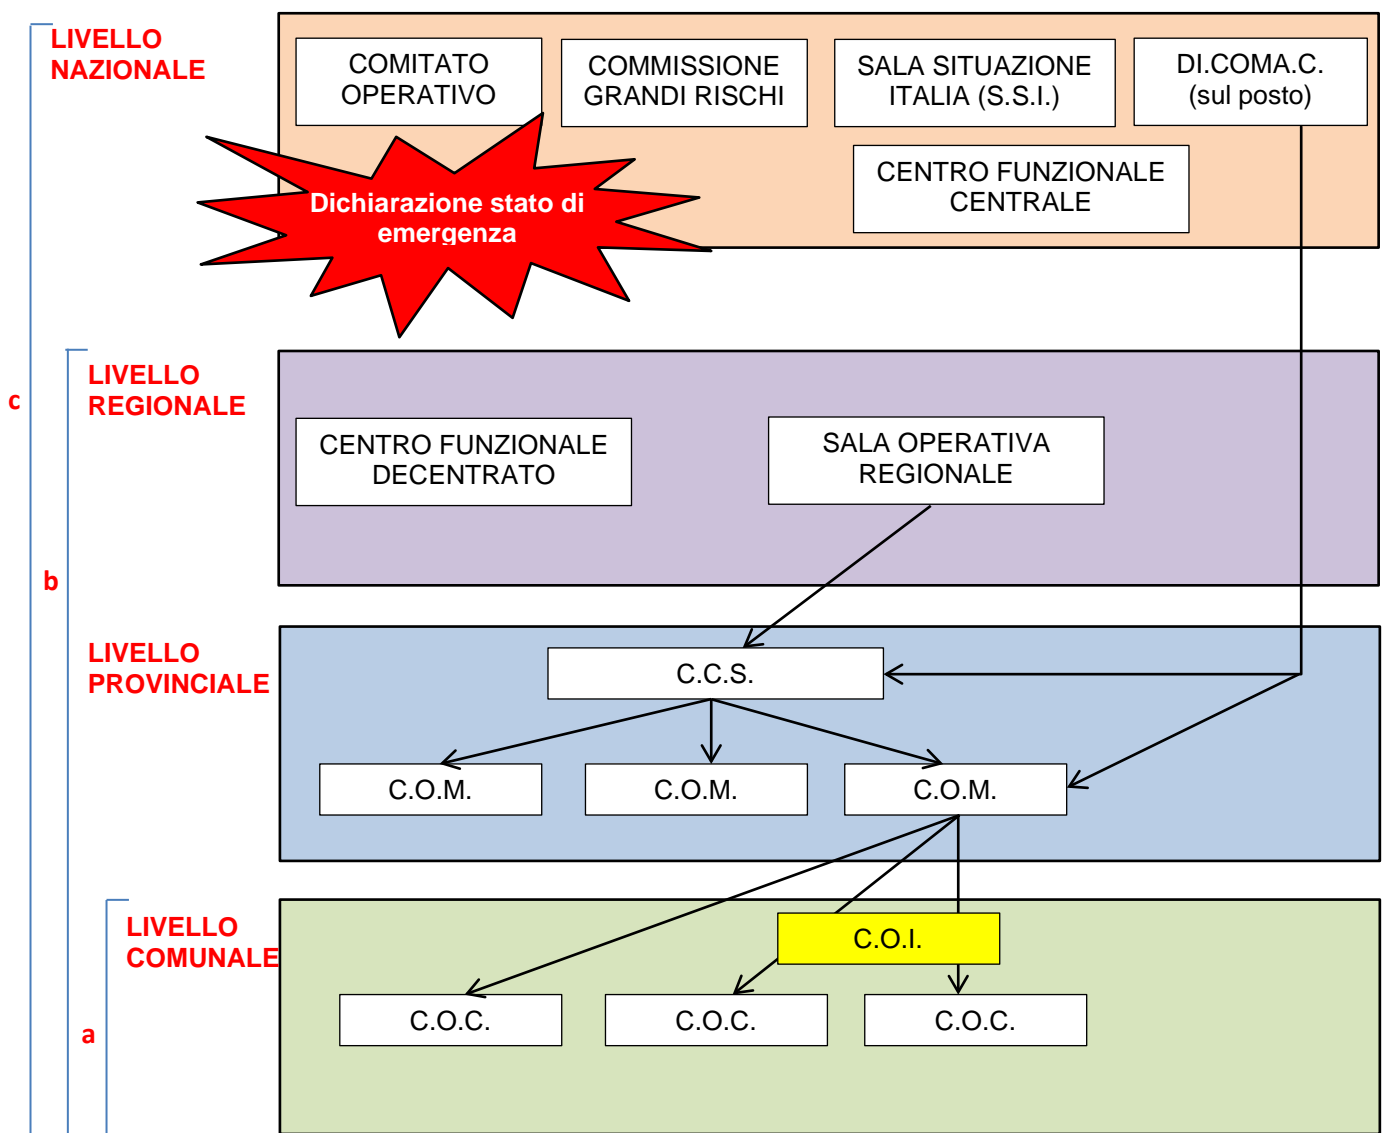 LIVELLO
NAZIONALE
COMITATO
OPERATIVO
COMMISSIONE
GRANDI RISCHI
SALA SITUAZIONE
ITALIA (S.S.I.)
DI.COMA.C.
(sul posto)
CENTRO FUNZIONALE
CENTRALE
Dichiarazione stato di
emergenza
c
LIVELLO
REGIONALE
CENTRO FUNZIONALE
DECENTRATO
SALA OPERATIVA
REGIONALE
b
LIVELLO
PROVINCIALE
C.C.S.
C.O.M.
C.O.M.
C.O.M.
LIVELLO
COMUNALE
C.O.I.
a
C.O.C.
C.O.C.
C.O.C.